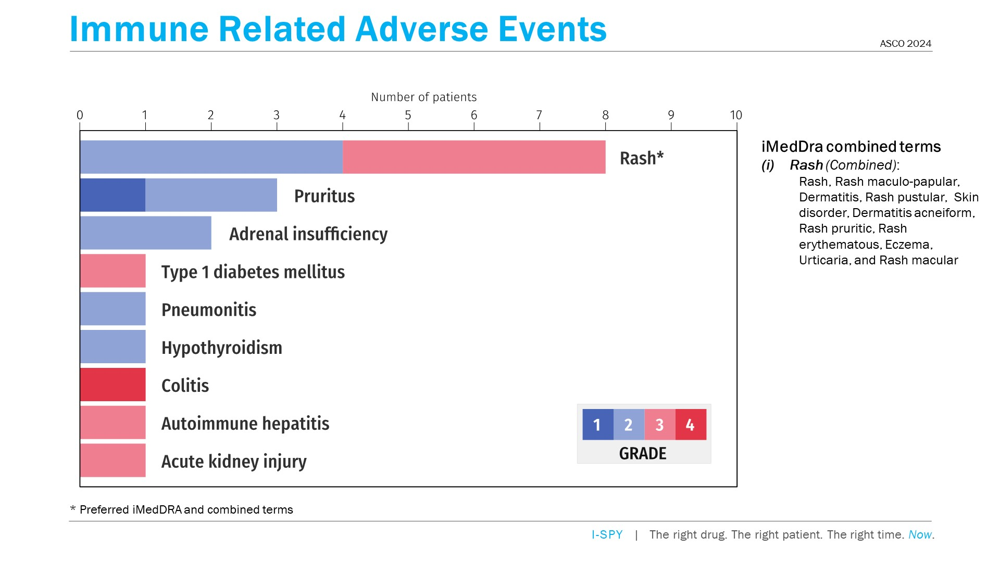 Immune Related Adverse Events
ASCO 2024
Number of patients
0 1 2 3 4 5 6 7 8 9 10
Rash*
Pruritus
Adrenal insufficiency
Type 1 diabetes mellitus
Pneumonitis
Hypothyroidism
Colitis
Autoimmune hepatitis
Acute kidney injury
1 2 3 4
GRADE
iMedDra combined terms
(i) Rash (Combined):
Rash, Rash maculo-papular,
Dermatitis, Rash pustular, Skin
disorder, Dermatitis acneiform,
Rash pruritic, Rash
erythematous, Eczema,
Urticaria, and Rash macular
* Preferred iMedDRA and combined terms
I-SPY | The right drug. The right patient. The right time. Now.